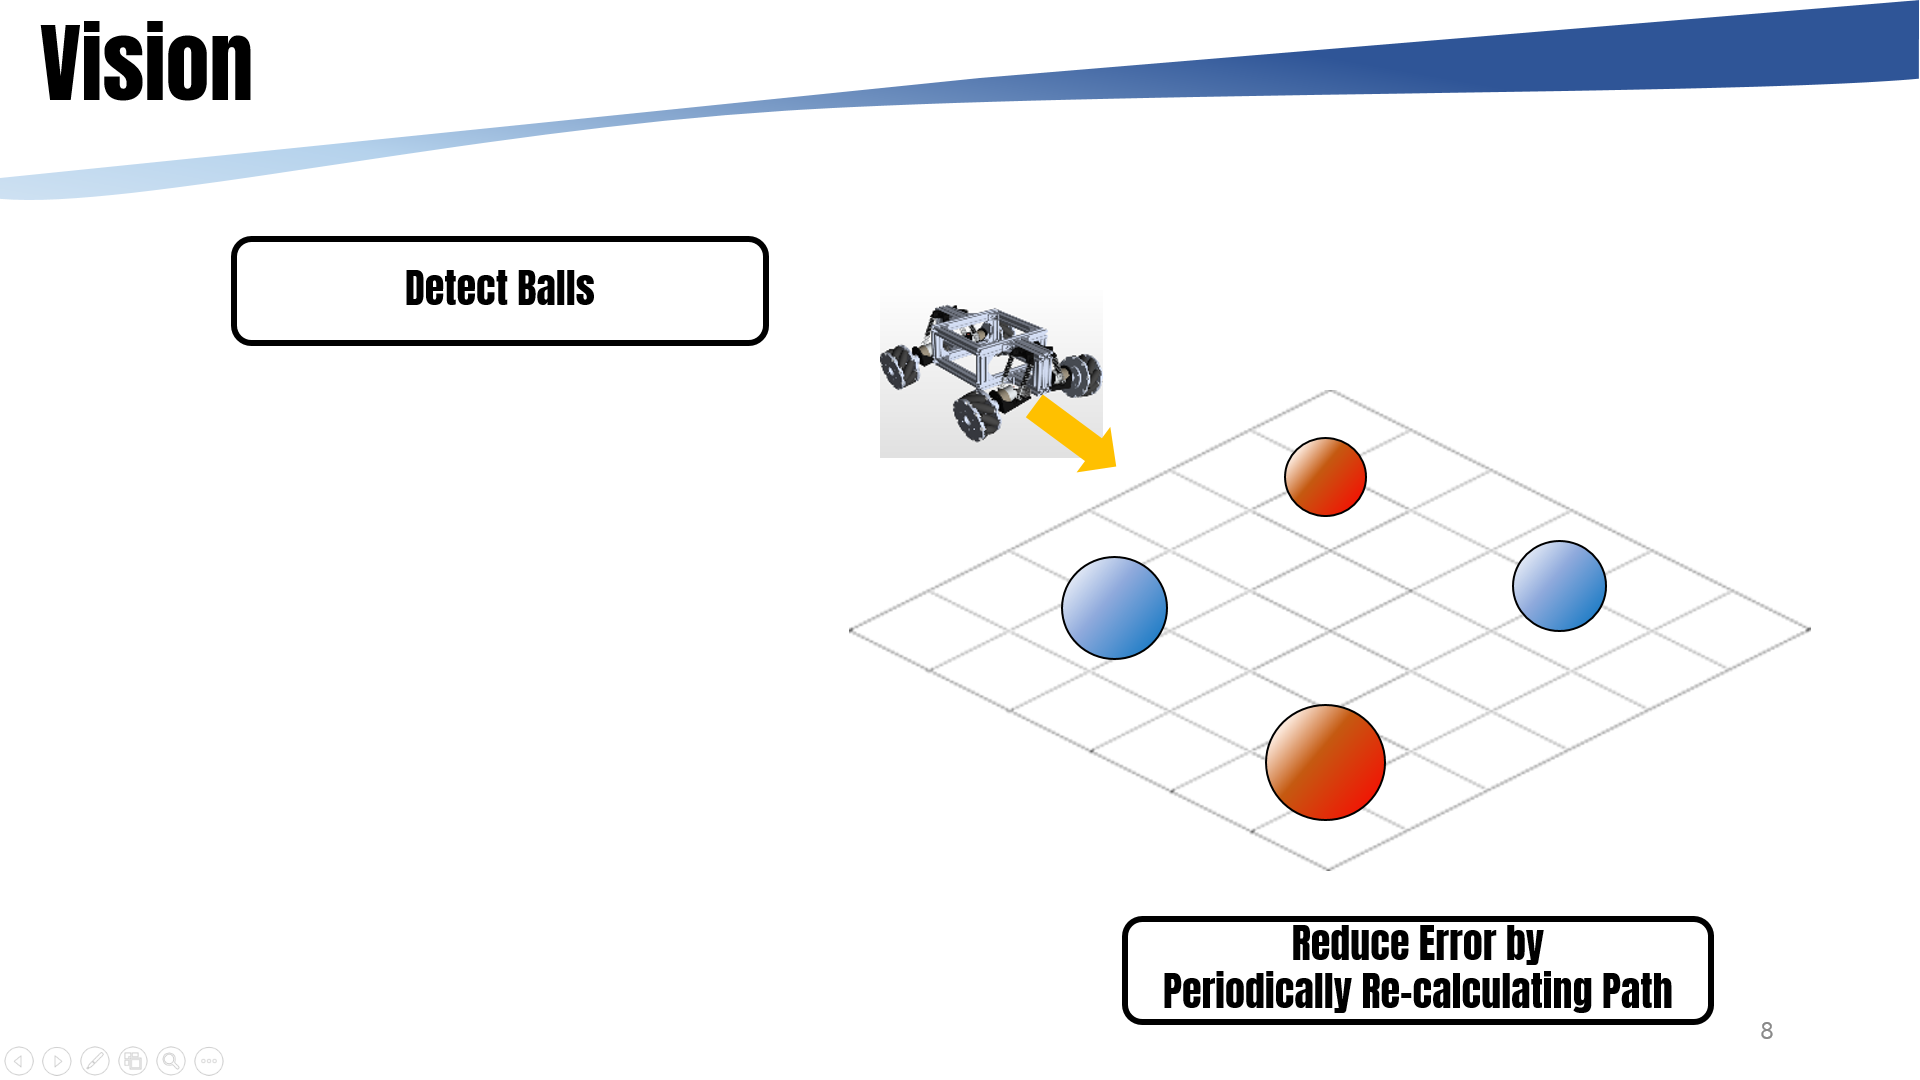 Vision
Detect Balls
Reduce Error by
Periodically Re-calculating Path
8